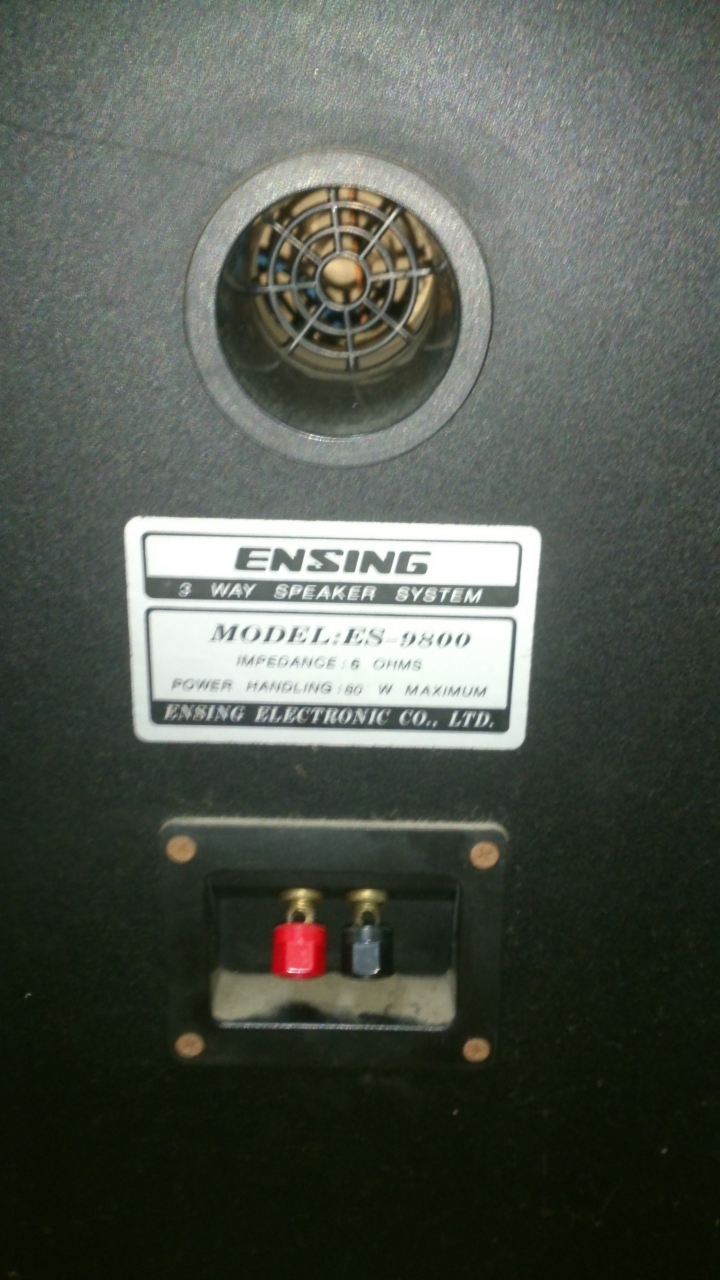 ENSING
3 WAY SPEAKER SYSTEM
MODEL:ES-9800
IMPEDANCE : 6 OHMS
POWER HANDLING : 80 W MAXIMUM
ENSING ELECTRONIC CO., LTD.